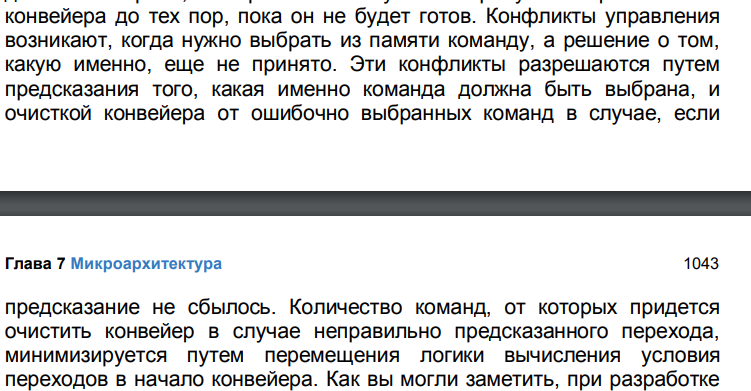 конвейера до тех пор, пока он не будет готов. Конфликты управления
возникают, когда нужно выбрать из памяти команду, а решение о том,
какую именно, еще не принято. Эти конфликты разрешаются путем
предсказания того, какая именно команда должна быть выбрана, и
очисткой конвейера от ошибочно выбранных команд в случае, если
Глава 7 Микроархитектура 1043
предсказание не сбылось. Количество команд, от которых придется
очистить конвейер в случае неправильно предсказанного перехода,
минимизируется путем перемещения логики вычисления условия
переходов в начало конвейера. Как вы могли заметить, при разработке